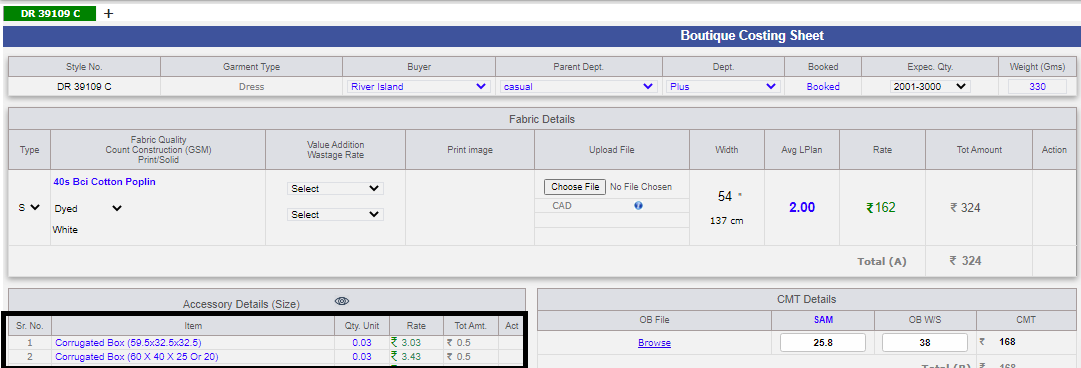 DR 39109 C +
Boutique Costing Sheet
Style No. Garment Type Buyer Parent Dept. Dept. Booked Expec. Qty. Weight (Gms)
DR 39109 C Dress River Island casual Plus Booked 2001-3000 330
Fabric Details
Type Fabric Quality Count Construction (GSM) Print/Solid Value Addition Wastage Rate Print image Upload File Width Avg LPlan Rate Tot Amount Action
40s Bci Cotton Poplin
S Dyed Select Choose File No File Chosen 54 " 2.00 ₹162 ₹ 324
White Select CAD 137 cm
Total (A) ₹ 324
Accessory Details (Size)
Sr. No. Item Qty. Unit Rate Tot Amt. Act
1 Corrugated Box (59.5x32.5x32.5) 0.03 ₹ 3.03 ₹ 0.5
2 Corrugated Box (60 X 40 X 25 Or 20) 0.03 ₹ 3.43 ₹ 0.5
CMT Details
OB File SAM OB W/S CMT
Browse 25.8 38 ₹ 168
Total (B) ₹ 168